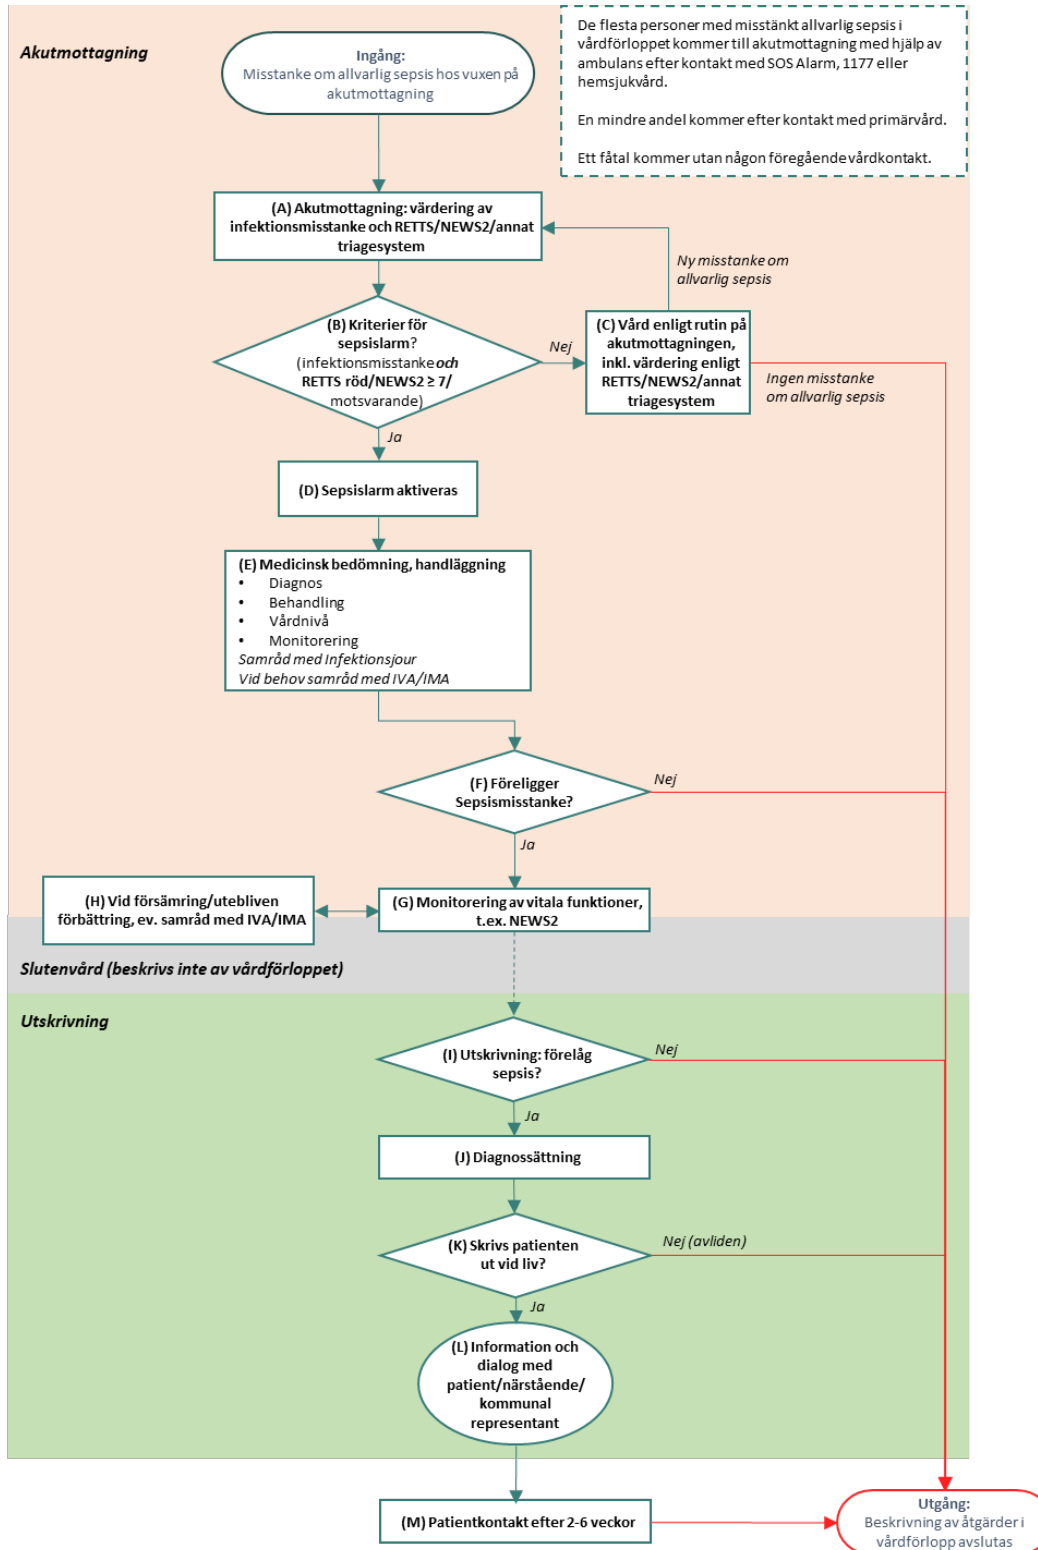 Akutmottagning
Ingång:
Misstanke om allvarlig sepsis hos vuxen på
akutmottagning
De flesta personer med misstänkt allvarlig sepsis i
vårdförloppet kommer till akutmottagning med hjälp av
ambulans efter kontakt med SOS Alarm, 1177 eller
hemsjukvård.
En mindre andel kommer efter kontakt med primärvård.
Ett fåtal kommer utan någon föregående vårdkontakt.
(A) Akutmottagning: värdering av
infektionsmisstanke och RETTS/NEWS2/annat
triagesystem
Ny misstanke om
allvarlig sepsis
(B) Kriterier för
sepsislarm?
(infektionsmisstanke och
RETTS röd/NEWS2 ≥ 7/
motsvarande)
Nej
(C) Vård enligt rutin på
akutmottagningen,
inkl. värdering enligt
RETTS/NEWS2/annat
triagesystem
Ingen misstanke
om allvarlig sepsis
Ja
(D) Sepsislarm aktiveras
(E) Medicinsk bedömning, handläggning
• Diagnos
• Behandling
• Vårdnivå
• Monitorering
Samråd med Infektionsjour
Vid behov samråd med IVA/IMA
(F) Föreligger
Sepsismisstanke?
Nej
Ja
(H) Vid försämring/utebliven
förbättring, ev. samråd med IVA/IMA
(G) Monitorering av vitala funktioner,
t.ex. NEWS2
Slutenvård (beskrivs inte av vårdförloppet)
Utskrivning
(I) Utskrivning: förelåg
sepsis?
Nej
Ja
(J) Diagnossättning
(K) Skrivs patienten
ut vid liv?
Nej (avliden)
Ja
(L) Information och
dialog med
patient/närstående/
kommunal
representant
(M) Patientkontakt efter 2-6 veckor
Utgång:
Beskrivning av åtgärder i
vårdförlopp avslutas